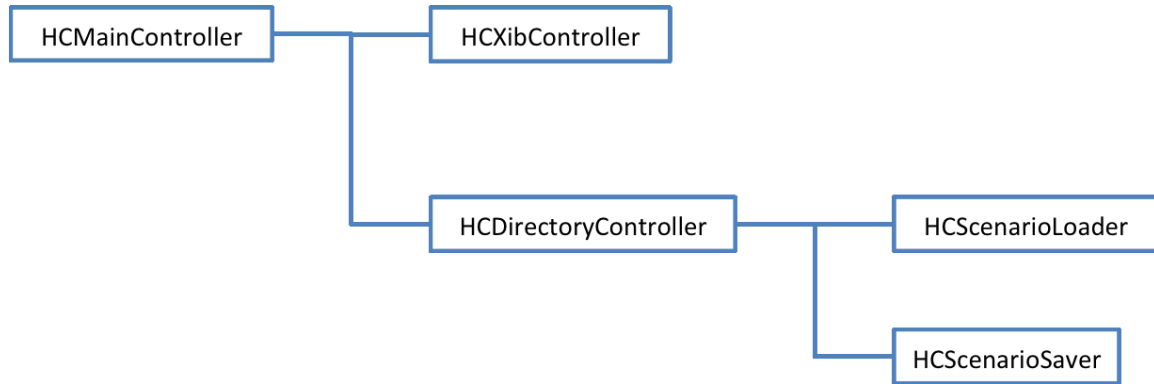 HCMainController
HCXibController
HCDirectoryController
HCScenarioLoader
HCScenarioSaver